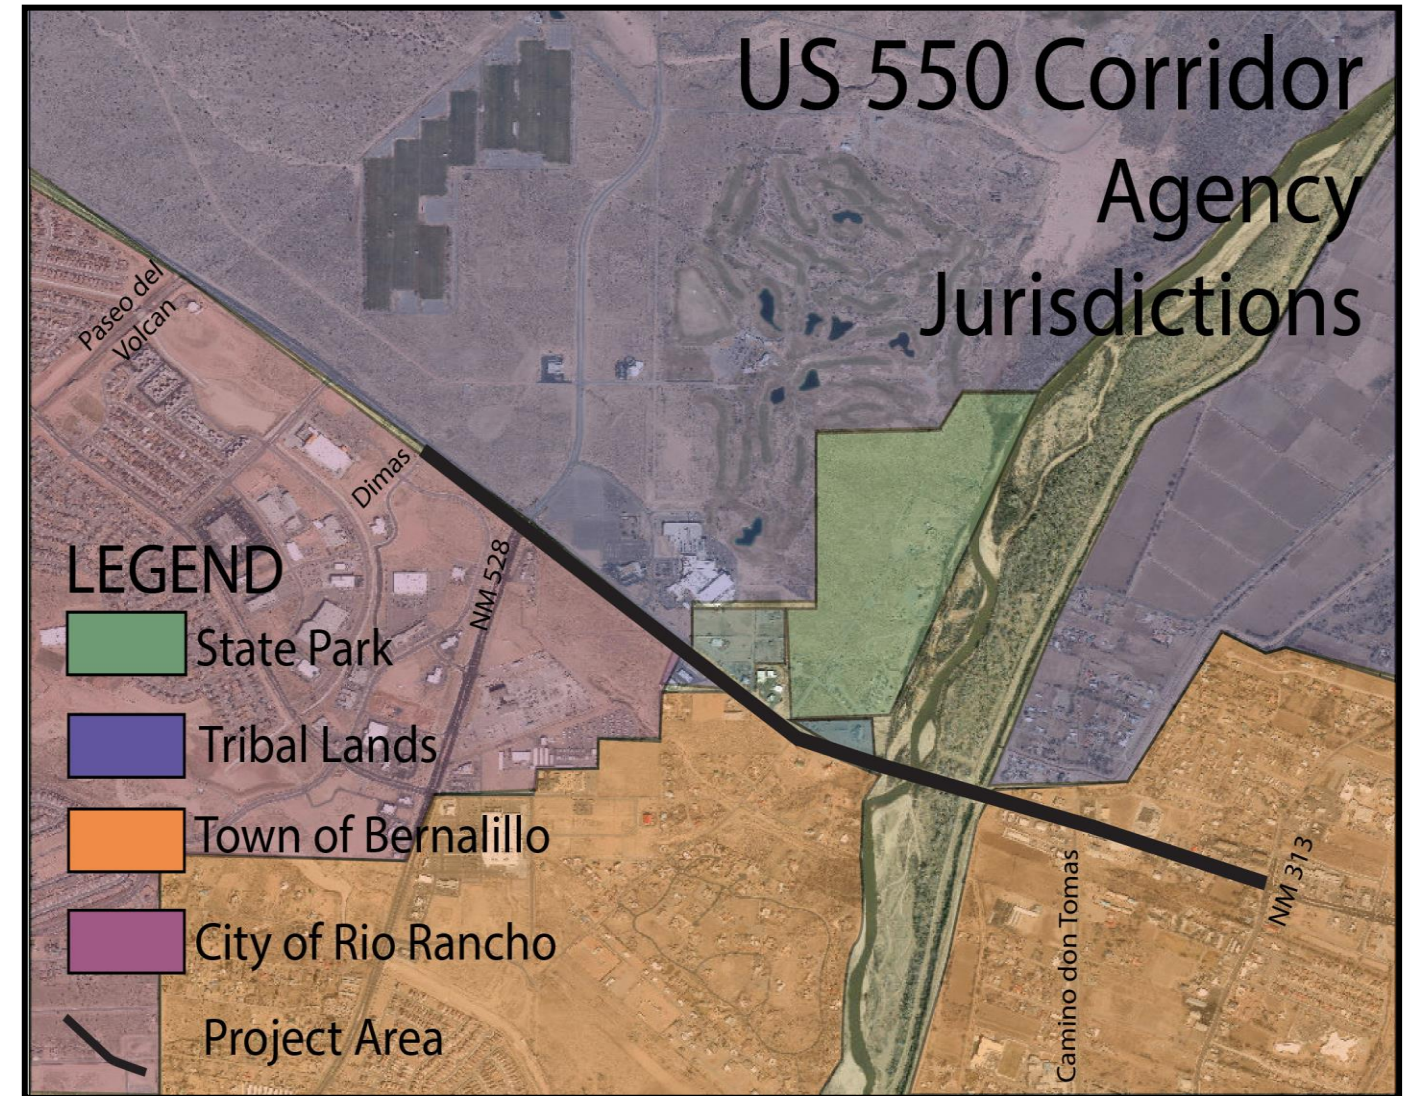 US 550 Corridor
Agency
Jurisdictions
Paseo del
Volcan
Dimas
NM 528
LEGEND
State Park
Tribal Lands
Town of Bernalillo
City of Rio Rancho
Project Area
Camino don Tomas
NM 313